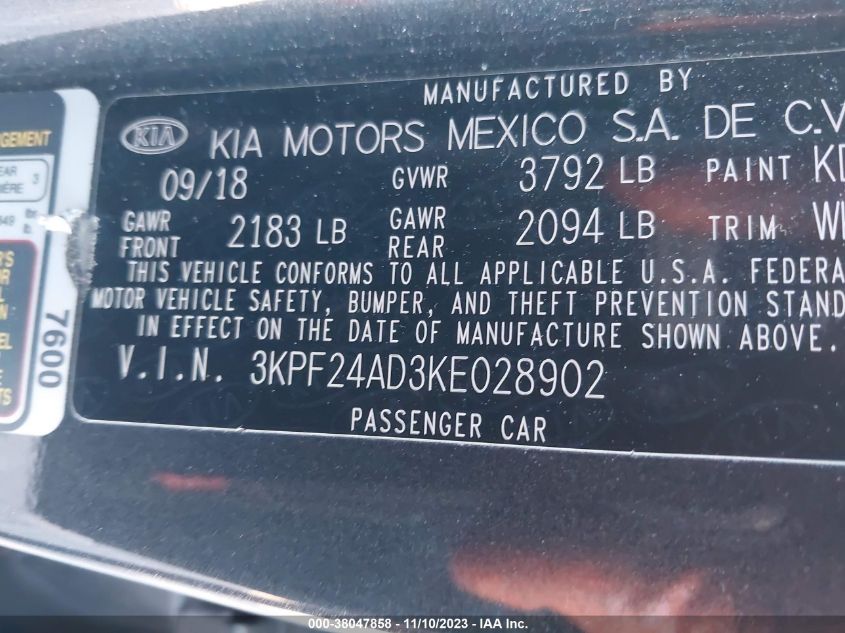 MANUFACTURED BY
KIA KIA MOTORS MEXICO S.A. DE C.V
09/18 GVWR 3792 LB PAINT
GAWR FRONT 2183 LB GAWR REAR 2094 LB TRIM
THIS VEHICLE CONFORMS TO ALL APPLICABLE U.S.A. FEDERA
MOTOR VEHICLE SAFETY, BUMPER, AND THEFT PREVENTION STAND
IN EFFECT ON THE DATE OF MANUFACTURE SHOWN ABOVE.
V.I.N. 3KPF24AD3KE028902
PASSENGER CAR
7600
000-38047858 - 11/10/2023 - © IAA Inc.